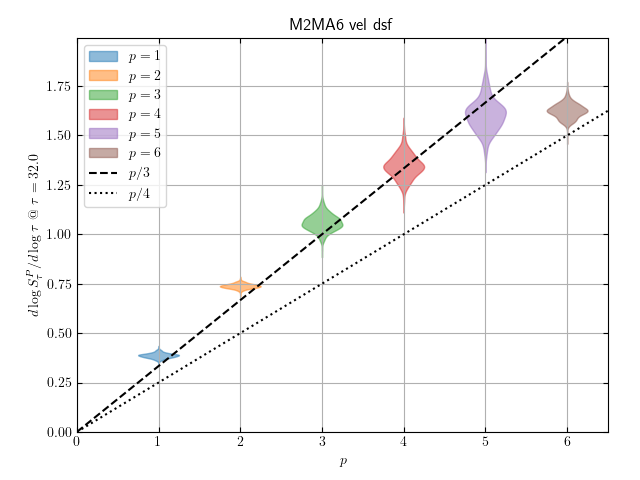 M2MA6 vel dsf
p = 1
p = 2
p = 3
p = 4
p = 5
p = 6
p/3
p/4
d log S_τ^P / d log τ @ τ = 32.0
1.75
1.50
1.25
1.00
0.75
0.50
0.25
0.00
0 1 2 3 4 5 6
p